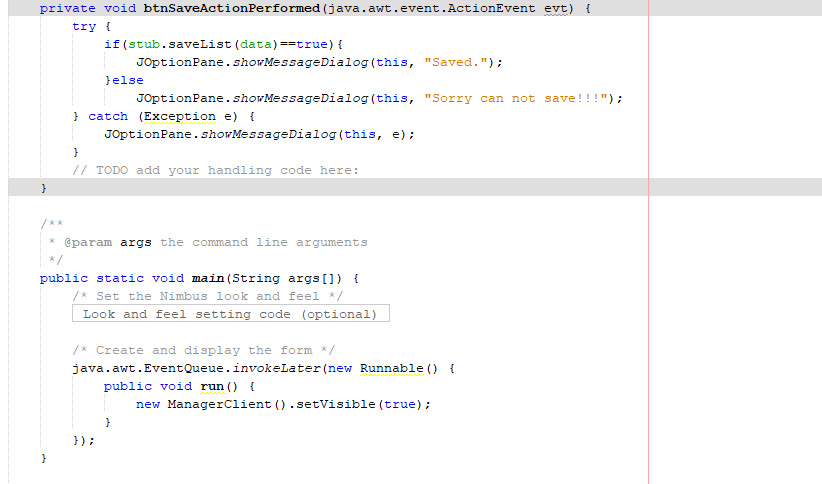 private void btnSaveActionPerformed(java.awt.event.ActionEvent evt) {
try {
if(stub.saveList(data)==true){
JOptionPane.showMessageDialog(this, "Saved.");
}else
JOptionPane.showMessageDialog(this, "Sorry can not save!!!");
} catch (Exception e) {
JOptionPane.showMessageDialog(this, e);
}
// TODO add your handling code here:
}
/**
* @param args the command line arguments
*/
public static void main(String args[]) {
/* Set the Nimbus look and feel */
Look and feel setting code (optional)
/* Create and display the form */
java.awt.EventQueue.invokeLater(new Runnable() {
public void run() {
new ManagerClient().setVisible(true);
}
});
}